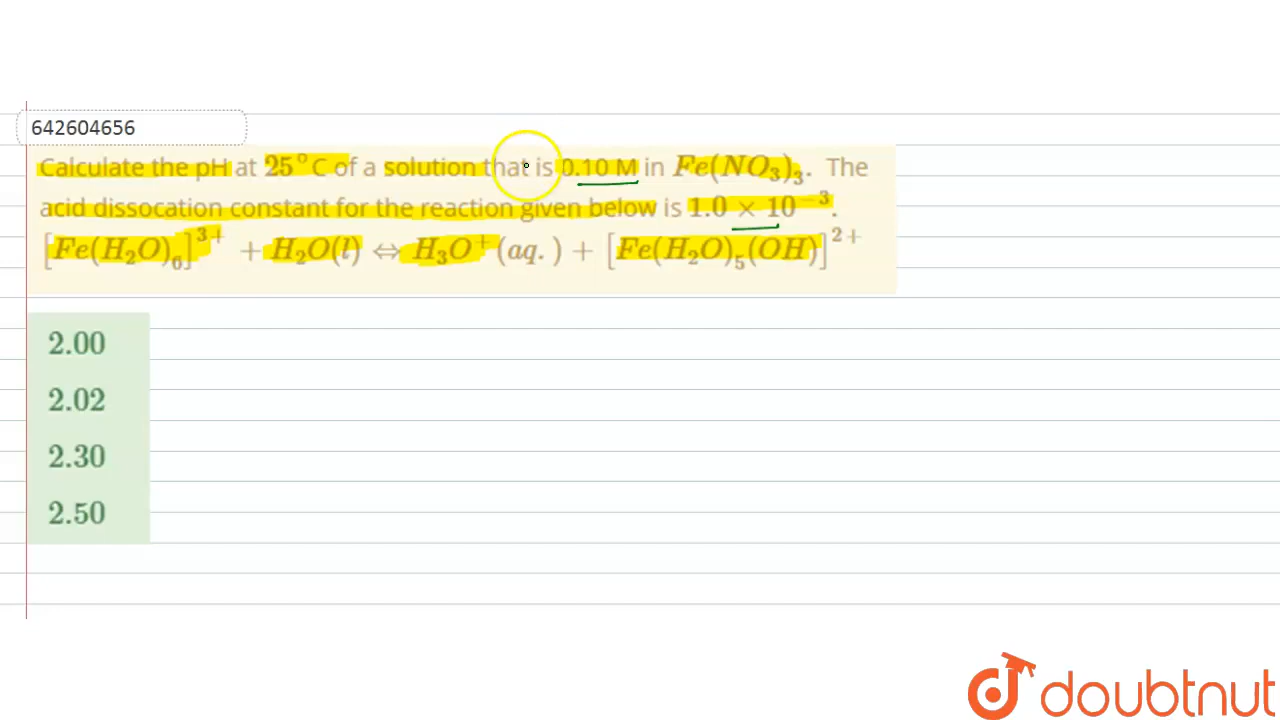 642604656
Calculate the pH at 25°C of a solution that is 0.10 M in Fe(NO₃)₃. The
acid dissocation constant for the reaction given below is 1.0 × 10⁻³.
[Fe(H₂O)₆]³⁺ + H₂O(l) ⇔ H₃O⁺(aq.) + [Fe(H₂O)₅(OH)]²⁺
2.00
2.02
2.30
2.50
doubtnut